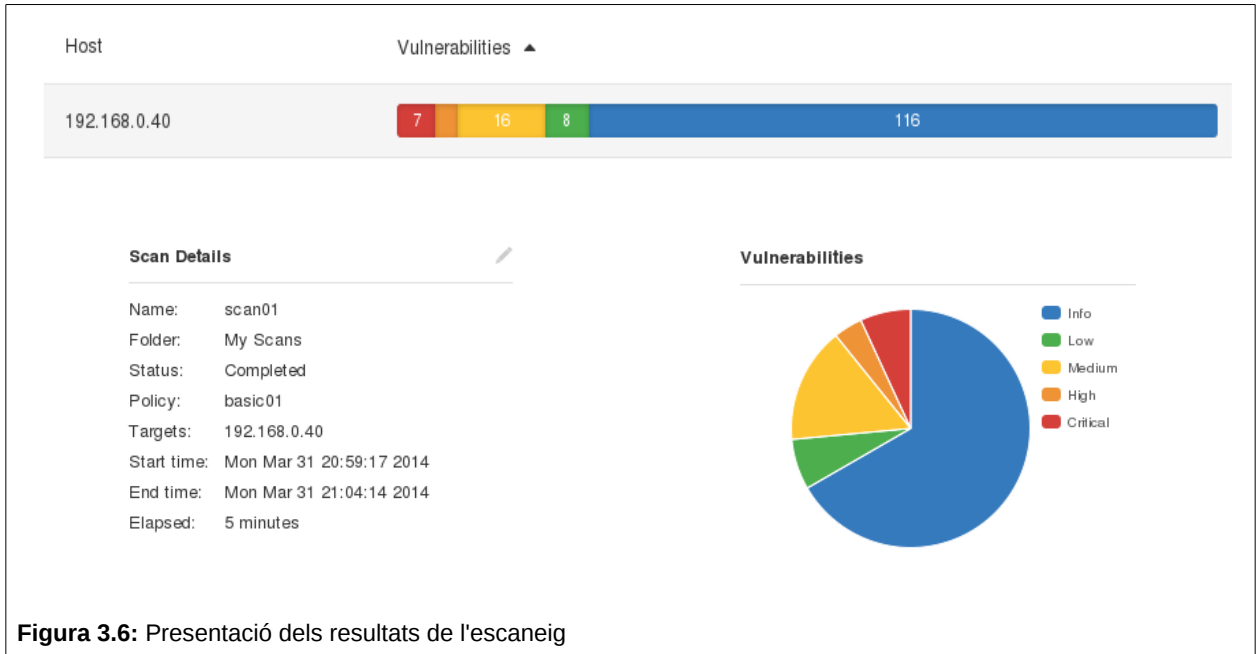 Host Vulnerabilities
192.168.0.40 7 16 8 116
Scan Details
Name: scan01
Folder: My Scans
Status: Completed
Policy: basic01
Targets: 192.168.0.40
Start time: Mon Mar 31 20:59:17 2014
End time: Mon Mar 31 21:04:14 2014
Elapsed: 5 minutes
Vulnerabilities
Info
Low
Medium
High
Critical
Figura 3.6: Presentació dels resultats de l'escaneig